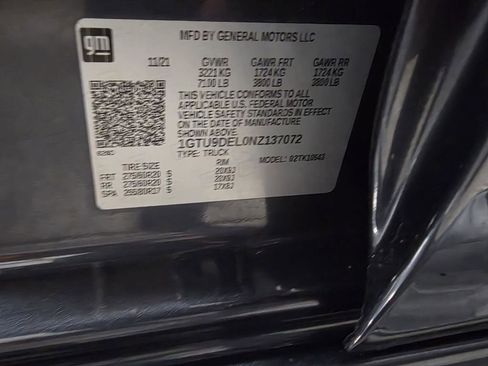 gm
MFD BY GENERAL MOTORS LLC
11/21 GVWR GAWR FRT GAWR RR
3221 KG 1724 KG 1724 KG
7100 LB 3800 LB 3800 LB
THIS VEHICLE CONFORMS TO ALL
APPLICABLE U.S. FEDERAL MOTOR
VEHICLE SAFETY STANDARDS IN EFFECT
ON THE DATE OF MANUFACTURE SHOWN ABOVE.
1GTU9DEL0NZ137072
TYPE: TRUCK MODEL: 02TK10543
TIRE SIZE RIM
FRT 275/60R20 S 20X9J
RR 275/60R20 S 20X9J
SPA 17X8J